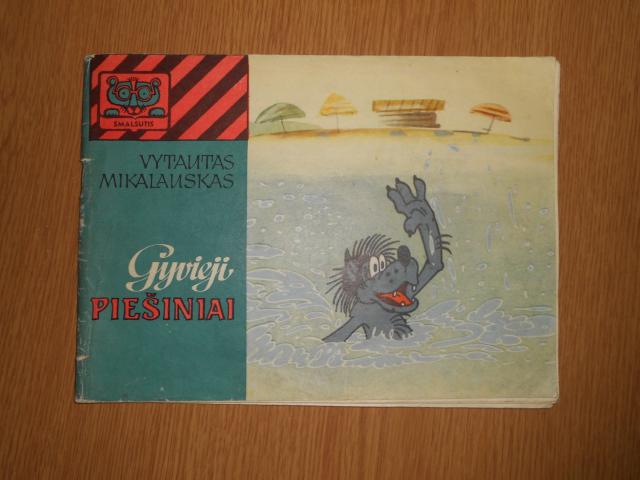 SMALSUTIS
VYTAUTAS
MIKALAUSKAS
Gyvieji
PIEŠINIAI